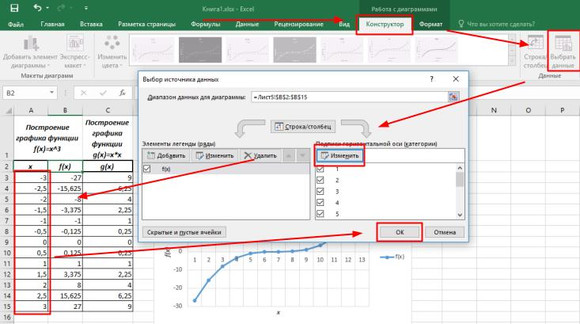 Книга1.xlsx - Excel
Работа с диаграммами
Разметка страницы
Формулы
Данные
Рецензирование
Вид
Конструктор
Формат
Что вы хотите сделать?
Добавить элемент диаграммы
Экспресс-макет
Изменить цвета
Макеты диаграмм
Строка/столбец
Выбрать данные
Данные
B2
Выбор источника данных
Диапазон данных для диаграммы:
=Лист1!$B$2:$B$15
Строка/столбец
Элементы легенды (ряды)
Подписи горизонтальной оси (категории)
Добавить
Изменить
Удалить
Изменить
f(x)
1
2
3
4
5
Скрытые и пустые ячейки
ОК
Отмена
A B C
J K L M N O P
1 Построение графика функции f(x)=x^3 Построение графика функции g(x)=x*x
2 x f(x) g(x)
3 -3 -27 9
4 -2,5 -15,625 6,25
5 -2 -8 4
6 -1,5 -3,375 2,25
7 -1 -1 1
8 -0,5 -0,125 0,25
9 0 0 0
10 0,5 0,125 0,25
11 1 1 1
12 1,5 3,375 2,25
13 2 8 4
14 2,5 15,625 6,25
15 3 27 9
0
-10
-20
-30
1 2 3 4 5 6 7 8 9 10 11 12 13
x
f(x)